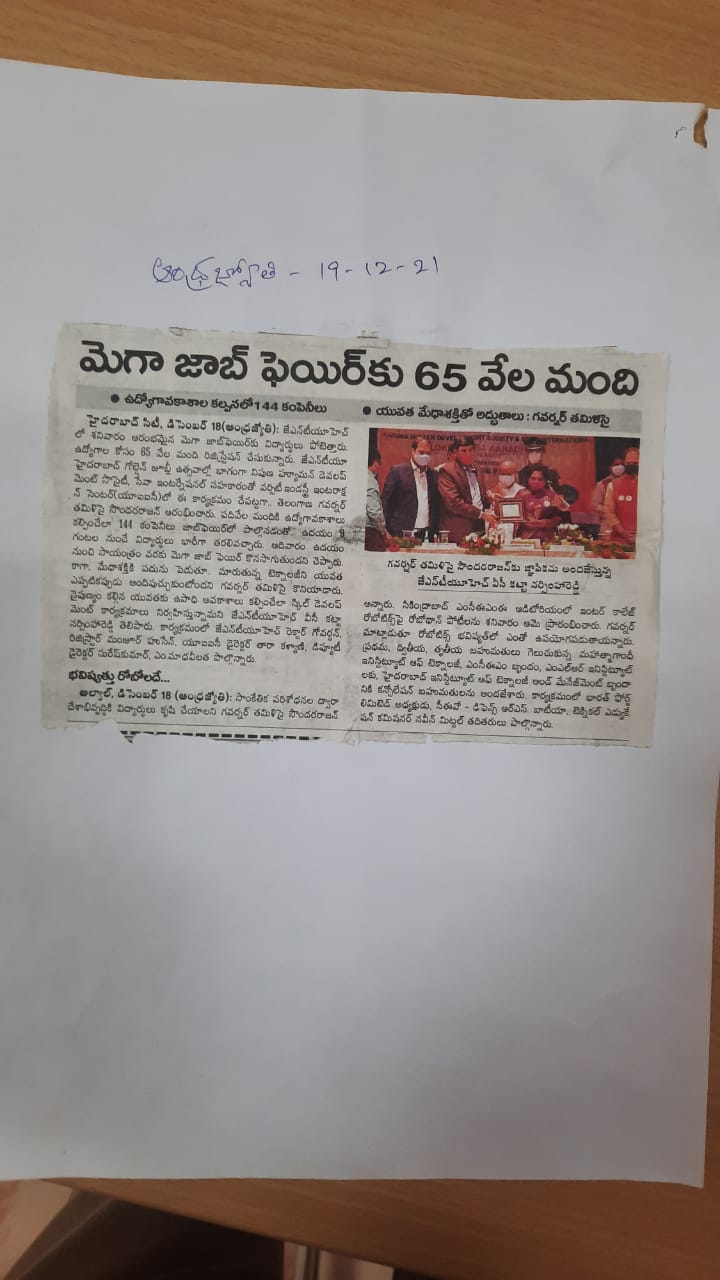 ఆంధ్రజ్యోతి - 19-12-21
మెగా జాబ్ ఫెయిర్‌కు 65 వేల మంది
● ఉద్యోగావకాశాల కల్పనలో 144 కంపెనీలు
● యువత మేధాశక్తితో అద్భుతాలు : గవర్నర్ తమిళిసై
హైదరాబాద్ సిటీ, డిసెంబర్ 18(ఆంధ్రజ్యోతి): జేఎన్‌టీయూహెచ్
లో శనివారం ఆరంభమైన మెగా జాబ్‌ఫెయిర్‌కు విద్యార్థులు పోటెత్తారు.
ఉద్యోగాల కోసం 65 వేల మంది రిజిస్ట్రేషన్ చేసుకున్నారు. జేఎన్‌టీయూ
హైదరాబాద్ గోల్డెన్ జూబ్లీ ఉత్సవాల్లో భాగంగా నిపుణ హ్యూమన్ డెవలప్
మెంట్ సొసైటీ, సేవా ఇంటర్నేషనల్ సహకారంతో వర్సిటీ ఇండస్ట్రీ ఇంటరాక్ష
న్ సెంటర్(యూఐఐసీ)లో ఈ కార్యక్రమం చేపట్టగా.. తెలంగాణ గవర్నర్
తమిళిసై సౌందరరాజన్ ఆరంభించారు. పదివేల మందికి ఉద్యోగావకాశాలు
కల్పించేలా 144 కంపెనీలు జాబ్‌ఫెయిర్‌లో పాల్గొనడంతో.. ఉదయం 9
గంటల నుంచే విద్యార్థులు భారీగా తరలివచ్చారు. ఆదివారం ఉదయం
నుంచి సాయంత్రం వరకు మెగా జాబ్ ఫెయిర్ కొనసాగుతుందని చెప్పారు.
కాగా, మేధాశక్తికి పదును పెడుతూ.. మారుతున్న టెక్నాలజీని యువత
ఎప్పటికప్పుడు అందిపుచ్చుకుంటోందని గవర్నర్ తమిళిసై కొనియాడారు.
నైపుణ్యం కల్గిన యువతకు ఉపాధి అవకాశాలు కల్పించేలా స్కిల్ డెవలప్
మెంట్ కార్యక్రమాలు నిర్వహిస్తున్నామని జేఎన్‌టీయూహెచ్ వీసీ కట్టా
నర్సింహారెడ్డి తెలిపారు. కార్యక్రమంలో జేఎన్‌టీయూహెచ్ రెక్టార్ గోవర్ధన్,
రిజిస్ట్రార్ మంజూర్ హుసేన్, యూఐఐసీ డైరెక్టర్ తారా కళ్యాణి, డిప్యూటీ
డైరెక్టర్ సురేష్‌కుమార్, ఎం.మాధవీలత పాల్గొన్నారు.
భవిష్యత్తు రోబోలదే...
అల్వాల్, డిసెంబర్ 18 (ఆంధ్రజ్యోతి): సాంకేతిక పరిశోధనల ద్వారా
దేశాభివృద్ధికి విద్యార్థులు కృషి చేయాలని గవర్నర్ తమిళిసై సౌందరరాజన్
గవర్నర్ తమిళిసై సౌందరరాజన్‌కు జ్ఞాపికను అందజేస్తున్న
జేఎన్‌టీయూహెచ్ వీసీ కట్టా నర్సింహారెడ్డి
అన్నారు. సికింద్రాబాద్ ఎంసీఈఎంఈ ఆడిటోరియంలో ఇంటర్ కాలేజ్
రోబోటిక్స్‌పై రోబోథాన్ పోటీలను శనివారం ఆమె ప్రారంభించారు. గవర్నర్
మాట్లాడుతూ రోబోటిక్స్ భవిష్యత్‌లో ఎంతో ఉపయోగపడుతాయన్నారు.
ప్రథమ, ద్వితీయ, తృతీయ బహుమతులు గెలుచుకున్న మహాత్మాగాంధీ
ఇనిస్టిట్యూట్ ఆఫ్ టెక్నాలజీ, ఎంసీఈఎం బృందం, ఎంఎల్ఆర్ ఇనిస్టిట్యూట్
లకు, హైదరాబాద్ ఇనిస్టిట్యూట్ ఆఫ్ టెక్నాలజీ అండ్ మేనేజ్‌మెంట్ బృందా
నికి కన్సోలేషన్ బహుమతులను అందజేశారు. కార్యక్రమంలో భారత్ ఫోర్జ్
లిమిటెడ్ అధ్యక్షుడు, సీఈవో - డిఫెన్స్ ఆర్ఎస్. బాటియా, టెక్నికల్ ఎడ్యుకే
షన్ కమిషనర్ నవీన్ మిట్టల్ తదితరులు పాల్గొన్నారు.